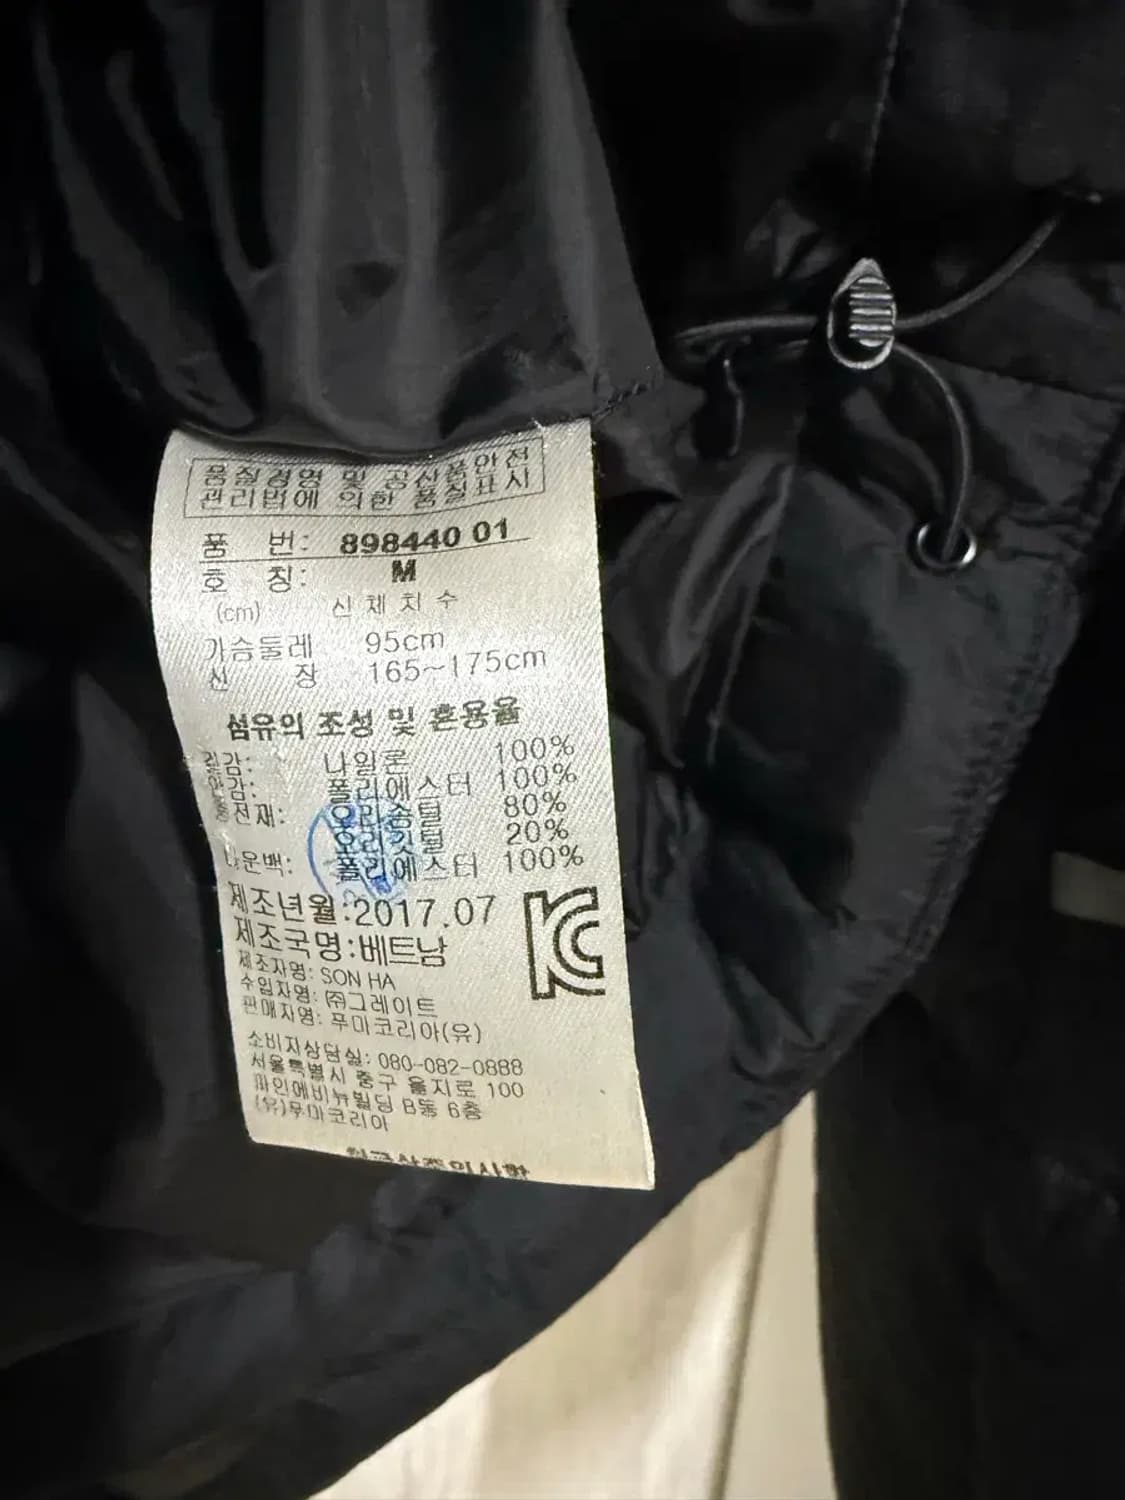 품질경영 및 공산품안전
관리법에 의한 품질표시
품 번: 898440 01
호 칭: M
(cm) 신체치수
가슴둘레 95cm
신 장 165~175cm
섬유의 조성 및 혼용율
겉감: 나일론 100%
안감: 폴리에스터 100%
충전재: 오리솜털 80%
오리깃털 20%
다운백: 폴리에스터 100%
제조년월:2017.07
제조국명:베트남
제조자명: SON HA
수입자명: ㈜그레이트
판매자명: 푸마코리아(유)
소비자상담실: 080-082-0888
서울특별시 중구 을지로 100
파인에비뉴빌딩 B동 6층
(유)푸마코리아
취급상주의사항